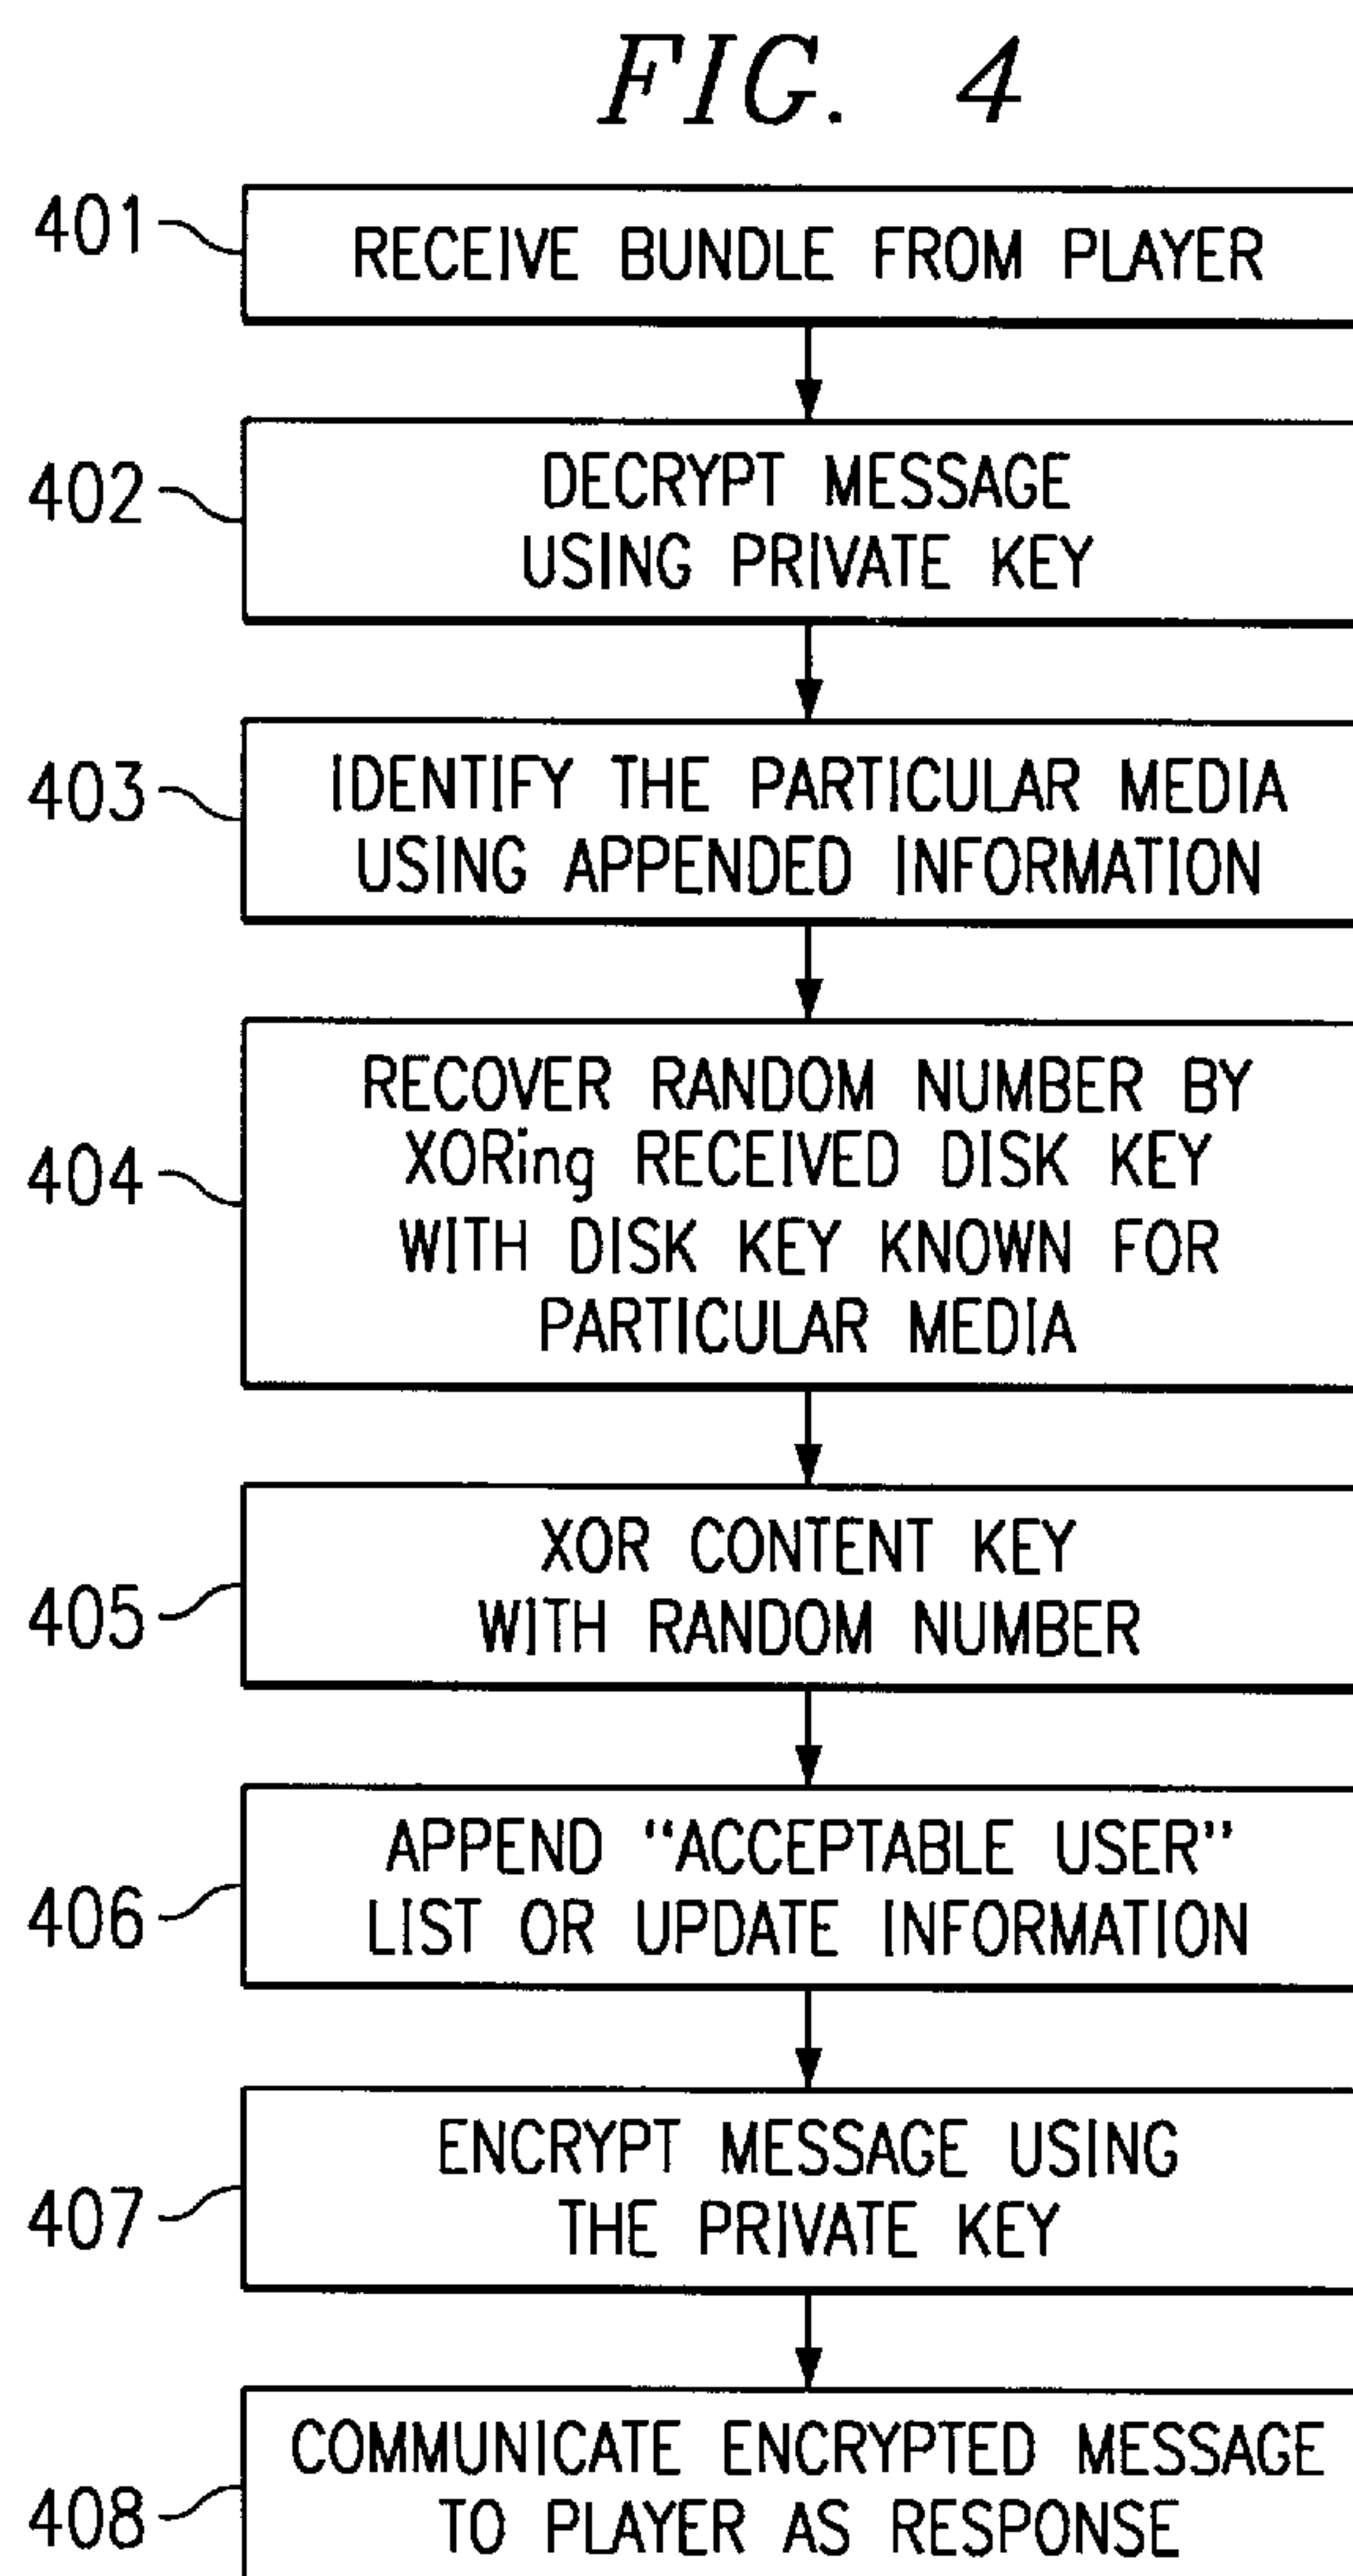 FIG. 4
401
RECEIVE BUNDLE FROM PLAYER
402
DECRYPT MESSAGE
USING PRIVATE KEY
403
IDENTIFY THE PARTICULAR MEDIA
USING APPENDED INFORMATION
404
RECOVER RANDOM NUMBER BY
XORing RECEIVED DISK KEY
WITH DISK KEY KNOWN FOR
PARTICULAR MEDIA
405
XOR CONTENT KEY
WITH RANDOM NUMBER
406
APPEND "ACCEPTABLE USER"
LIST OR UPDATE INFORMATION
407
ENCRYPT MESSAGE USING
THE PRIVATE KEY
408
COMMUNICATE ENCRYPTED MESSAGE
TO PLAYER AS RESPONSE